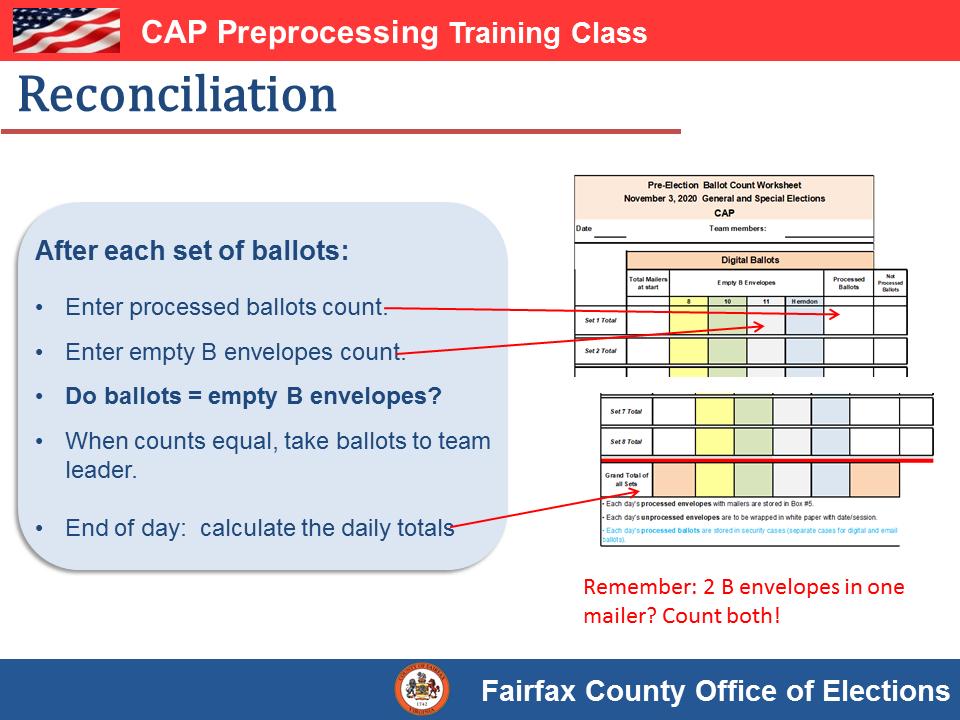 CAP Preprocessing Training Class
Reconciliation
After each set of ballots:
• Enter processed ballots count.
• Enter empty B envelopes count.
• Do ballots = empty B envelopes?
• When counts equal, take ballots to team
leader.
• End of day: calculate the daily totals
Pre-Election Ballot Count Worksheet
November 3, 2020 General and Special Elections
CAP
Date Team members:
Digital Ballots
Total Mailers
at start
Empty B Envelopes
Processed
Ballots
Not
Processed
Ballots
8 10 11 Herndon
Set 1 Total
Set 2 Total
Set 7 Total
Set 8 Total
Grand Total of
all Sets
• Each day's processed envelopes with mailers are stored in Box #5.
• Each day's unprocessed envelopes are to be wrapped in white paper with date/session.
• Each day's processed ballots are stored in security cases (separate cases for digital and email
ballots).
Remember: 2 B envelopes in one
mailer? Count both!
Fairfax County Office of Elections